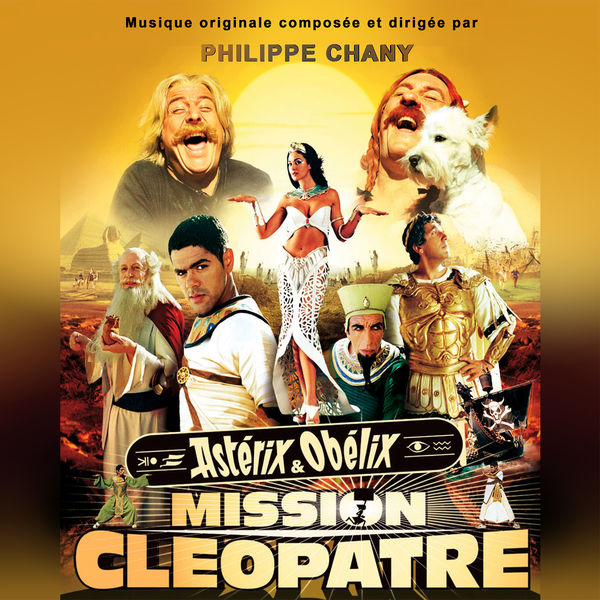 Musique originale composée et dirigée par
PHILIPPE CHANY
Astérix & Obélix
MISSION
CLEOPATRE